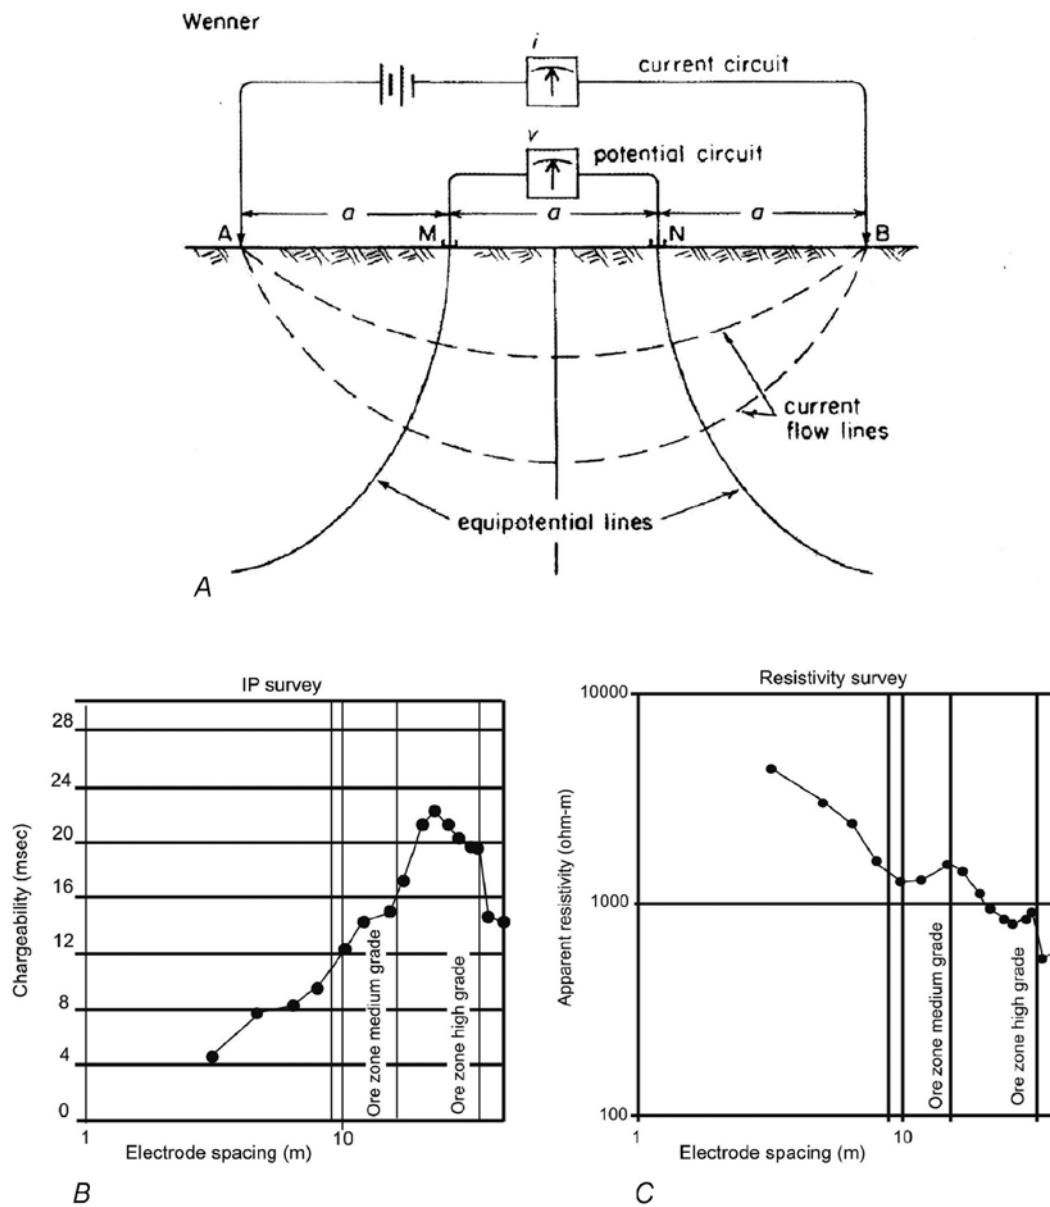 Wenner
i
current circuit
v
potential circuit
a a a
A M N B
current
flow lines
equipotential lines
A
IP survey
28
24
20
16
12
8
4
0
Chargeability (msec)
Ore zone medium grade
Ore zone high grade
1 10
Electrode spacing (m)
B
Resistivity survey
10000
1000
100
Apparent resistivity (ohm-m)
Ore zone medium grade
Ore zone high grade
1 10
Electrode spacing (m)
C